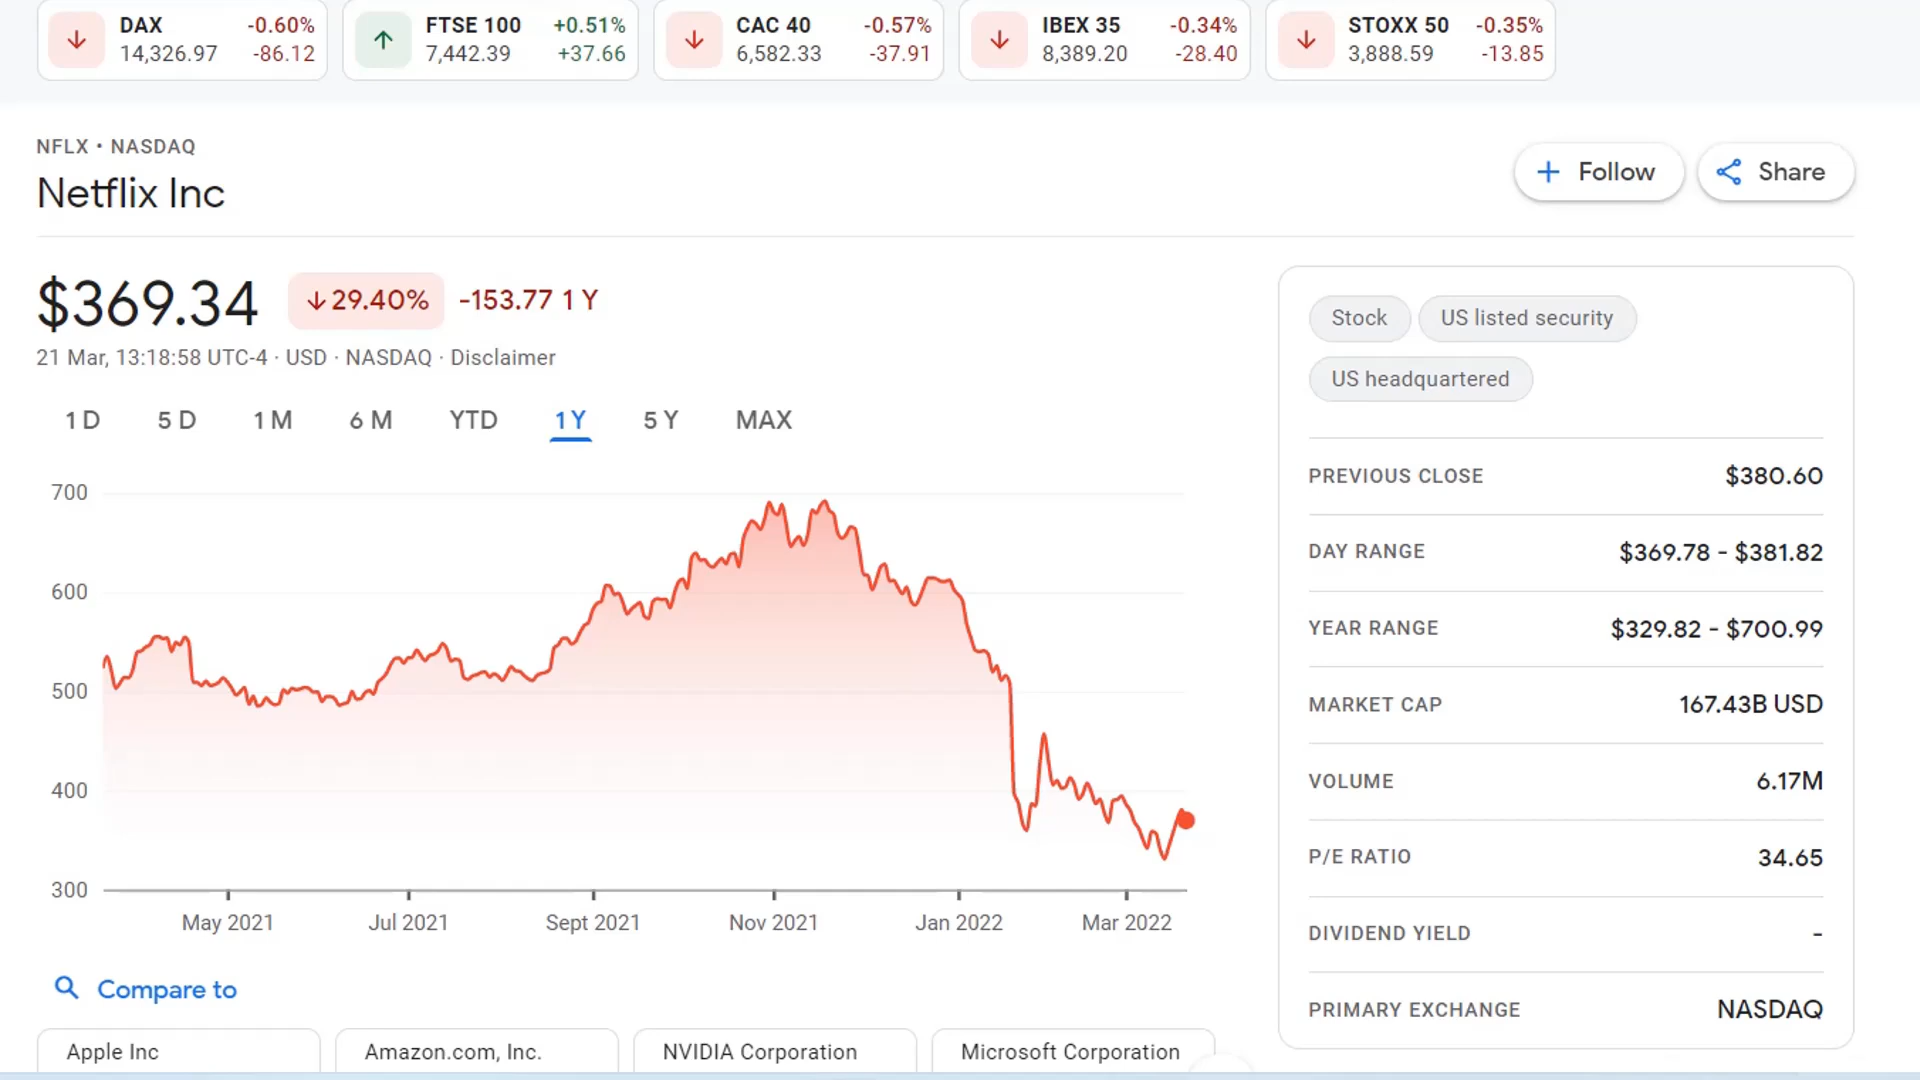 DAX -0.60%
14,326.97 -86.12
FTSE 100 +0.51%
7,442.39 +37.66
CAC 40 -0.57%
6,582.33 -37.91
IBEX 35 -0.34%
8,389.20 -28.40
STOXX 50 -0.35%
3,888.59 -13.85
NFLX • NASDAQ
Netflix Inc
Follow
Share
$369.34 29.40% -153.77 1 Y
21 Mar, 13:18:58 UTC-4 · USD · NASDAQ · Disclaimer
1 D 5 D 1 M 6 M YTD 1 Y 5 Y MAX
700
600
500
400
300
May 2021 Jul 2021 Sept 2021 Nov 2021 Jan 2022 Mar 2022
Compare to
Apple Inc
Amazon.com, Inc.
NVIDIA Corporation
Microsoft Corporation
Stock US listed security
US headquartered
PREVIOUS CLOSE $380.60
DAY RANGE $369.78 - $381.82
YEAR RANGE $329.82 - $700.99
MARKET CAP 167.43B USD
VOLUME 6.17M
P/E RATIO 34.65
DIVIDEND YIELD -
PRIMARY EXCHANGE NASDAQ